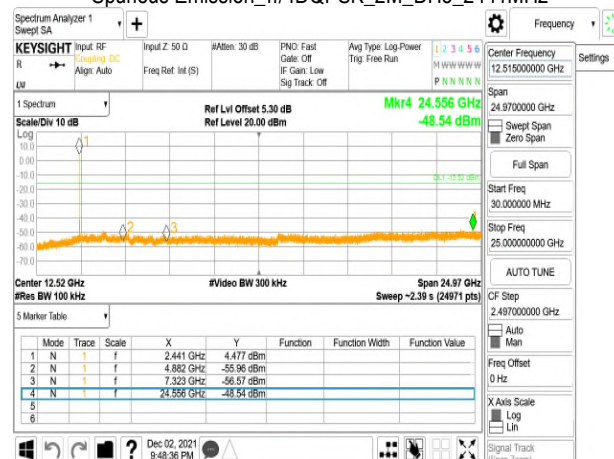 Spectrum Analyzer 1
Swept SA
Frequency
Settings
KEYSIGHT
R
Input: RF
Coupling: DC
Align: Auto
Input Z: 50 Ω
Freq Ref: Int (S)
#Atten: 30 dB
PNO: Fast
Gate: Off
IF Gain: Low
Sig Track: Off
Avg Type: Log-Power
Trig: Free Run
1 2 3 4 5 6
M W W W W W
P N N N N N
1 Spectrum
Scale/Div 10 dB
Ref Lvl Offset 5.30 dB
Ref Level 20.00 dBm
Mkr4 24.556 GHz
-48.54 dBm
Log
10.0
0.00
-10.0
-20.0
-30.0
-40.0
-50.0
-60.0
-70.0
1
2
3
Center 12.52 GHz
#Res BW 100 kHz
#Video BW 300 kHz
Span 24.97 GHz
Sweep ~2.39 s (24971 pts)
5 Marker Table
Mode Trace Scale X Y Function Function Width Function Value
1 N 1 f 2.441 GHz 4.477 dBm
2 N 1 f 4.882 GHz -55.96 dBm
3 N 1 f 7.323 GHz -56.57 dBm
4 N 1 f 24.556 GHz -48.54 dBm
5
6
Dec 02, 2021
9:48:36 PM
Center Frequency
12.515000000 GHz
Span
24.9700000 GHz
Swept Span
Zero Span
Full Span
Start Freq
30.000000 MHz
Stop Freq
25.000000000 GHz
AUTO TUNE
CF Step
2.497000000 GHz
Auto
Man
Freq Offset
0 Hz
X Axis Scale
Log
Lin
Signal Track